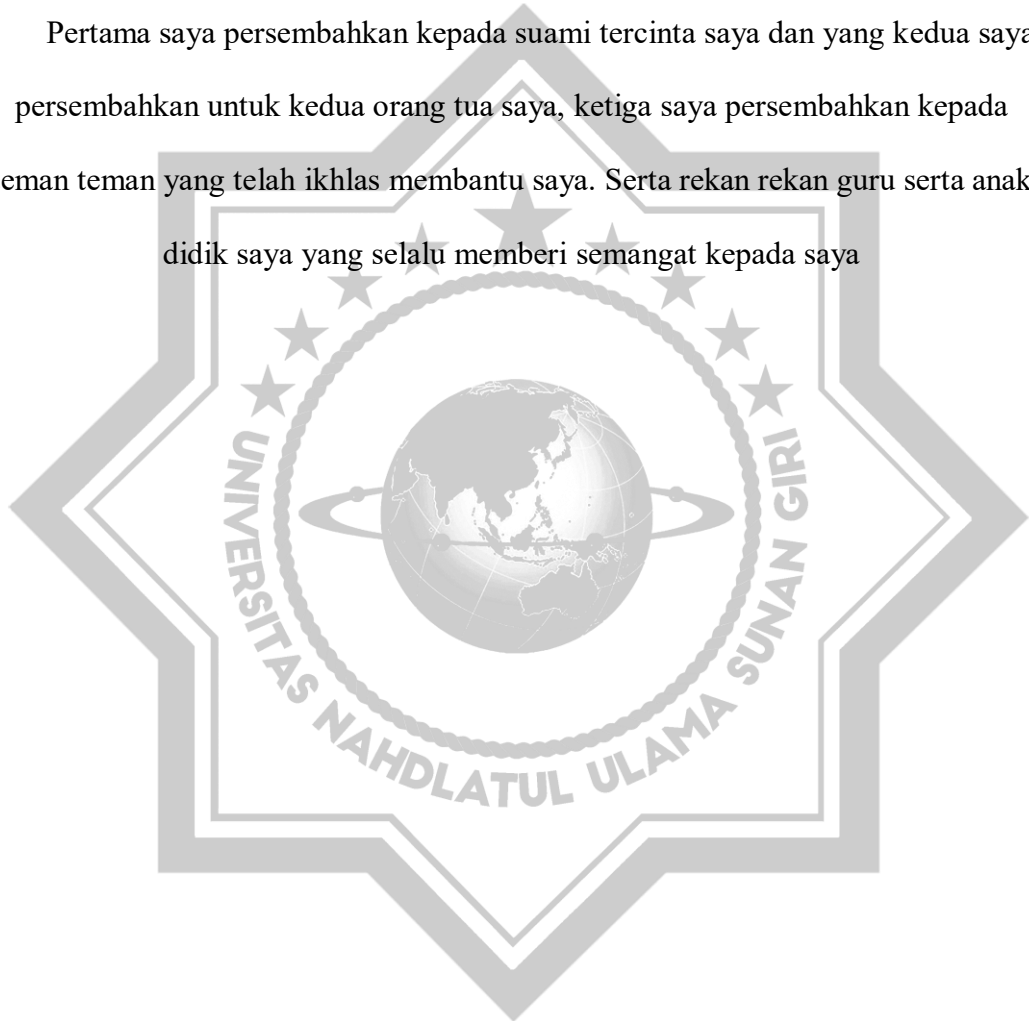 Pertama saya persembahkan kepada suami tercinta saya dan yang kedua saya
persembahkan untuk kedua orang tua saya, ketiga saya persembahkan kepada
eman teman yang telah ikhlas membantu saya. Serta rekan rekan guru serta anak
didik saya yang selalu memberi semangat kepada saya
UNIVERSITAS NAHDLATUL ULAMA SUNAN GIRI